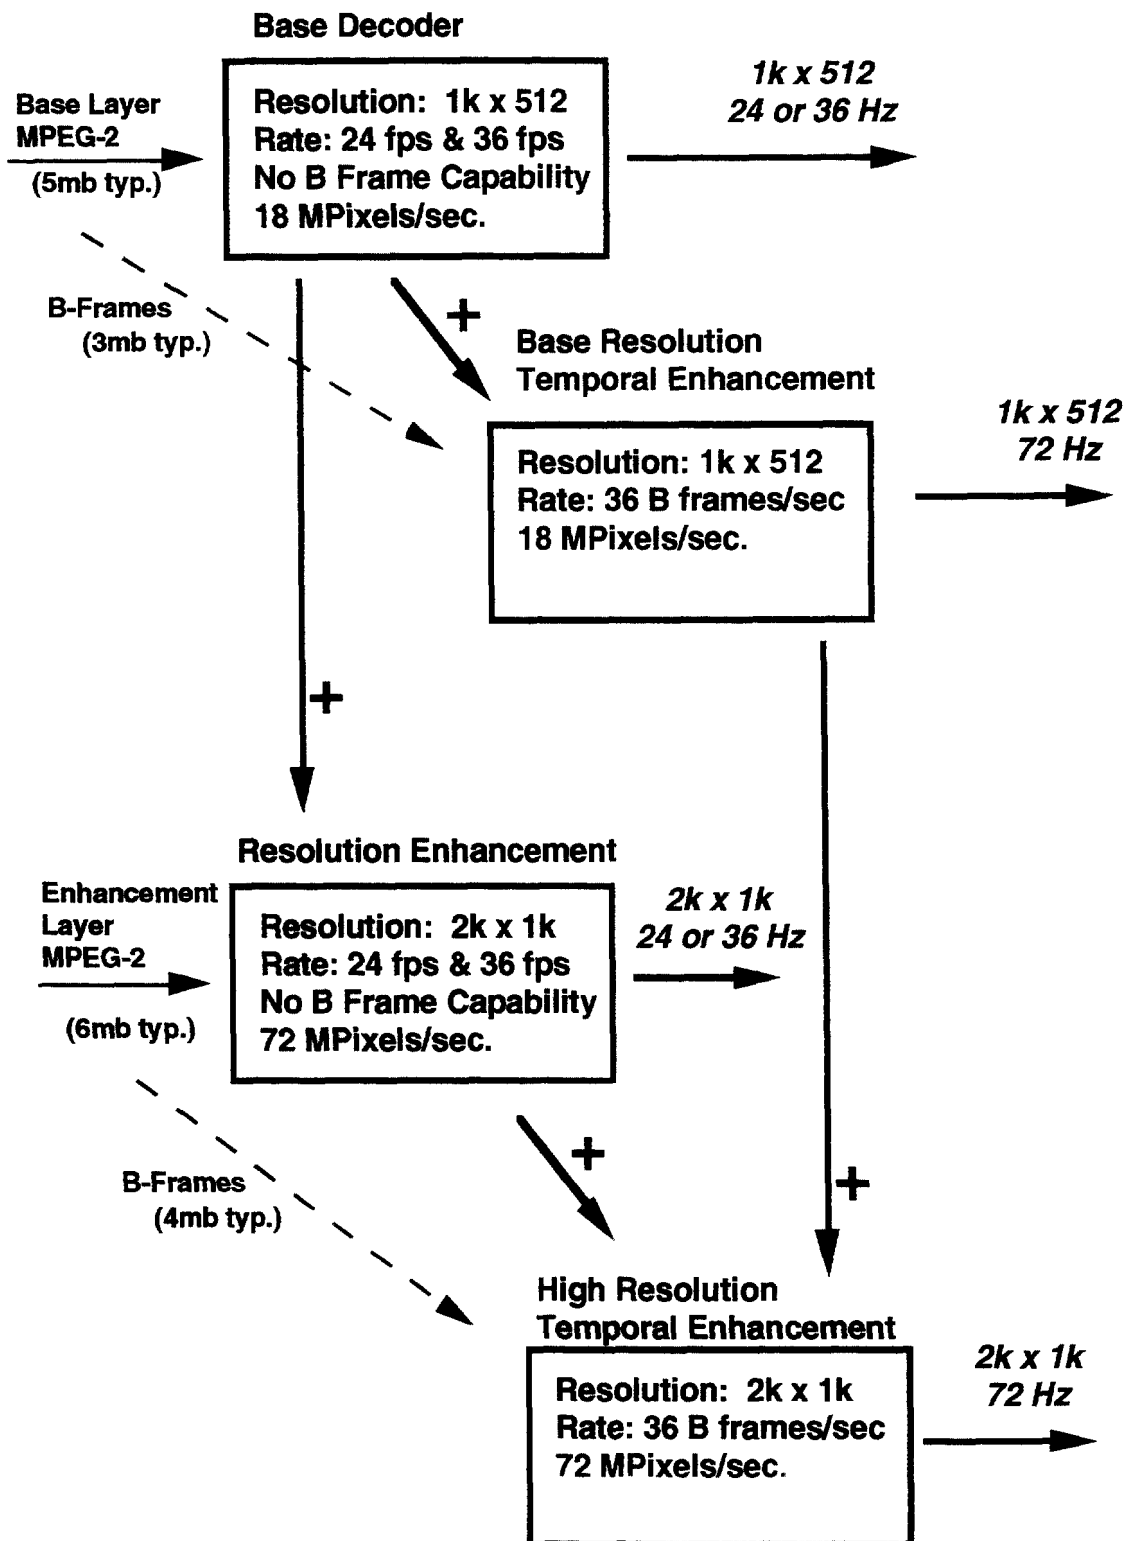 Base Decoder
Base Layer
MPEG-2
(5mb typ.)
Resolution: 1k x 512
Rate: 24 fps & 36 fps
No B Frame Capability
18 MPixels/sec.
1k x 512
24 or 36 Hz
B-Frames
(3mb typ.)
+
Base Resolution
Temporal Enhancement
Resolution: 1k x 512
Rate: 36 B frames/sec
18 MPixels/sec.
1k x 512
72 Hz
+
Resolution Enhancement
Enhancement
Layer
MPEG-2
(6mb typ.)
Resolution: 2k x 1k
Rate: 24 fps & 36 fps
No B Frame Capability
72 MPixels/sec.
2k x 1k
24 or 36 Hz
B-Frames
(4mb typ.)
+
+
High Resolution
Temporal Enhancement
Resolution: 2k x 1k
Rate: 36 B frames/sec
72 MPixels/sec.
2k x 1k
72 Hz